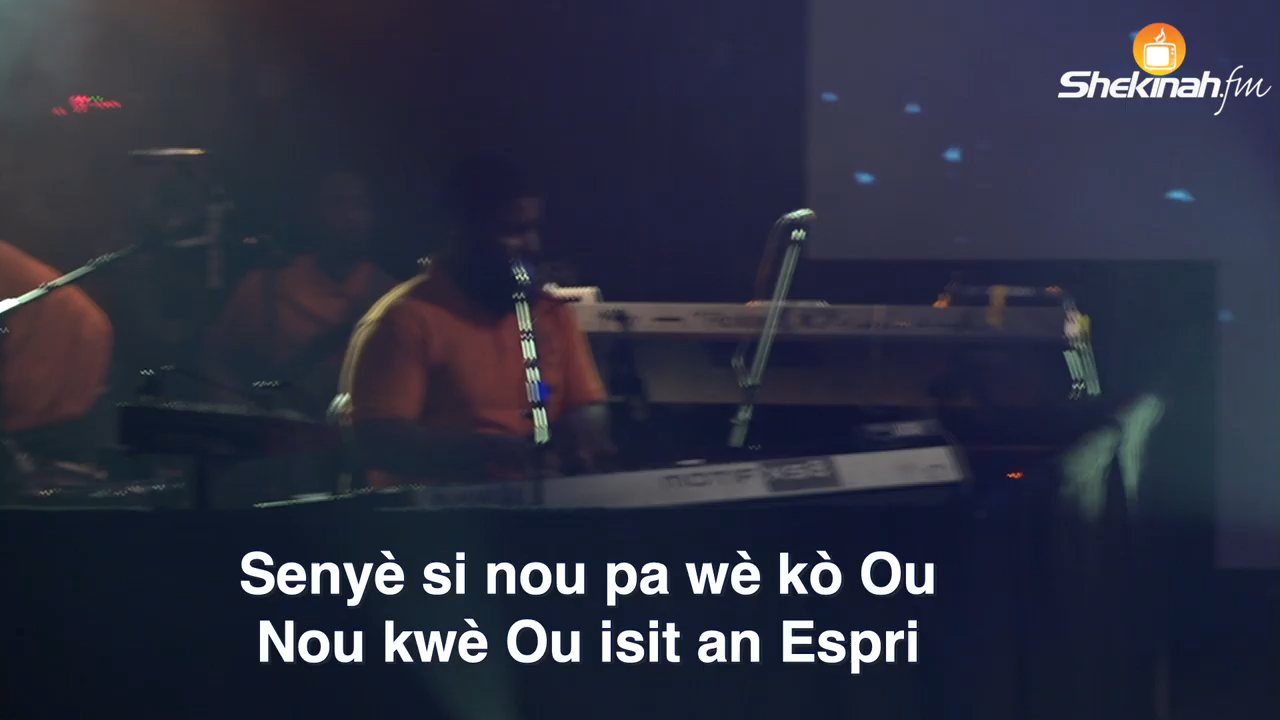 Shekinah.fm
Senyè si nou pa wè kò Ou
Nou kwè Ou isit an Espri